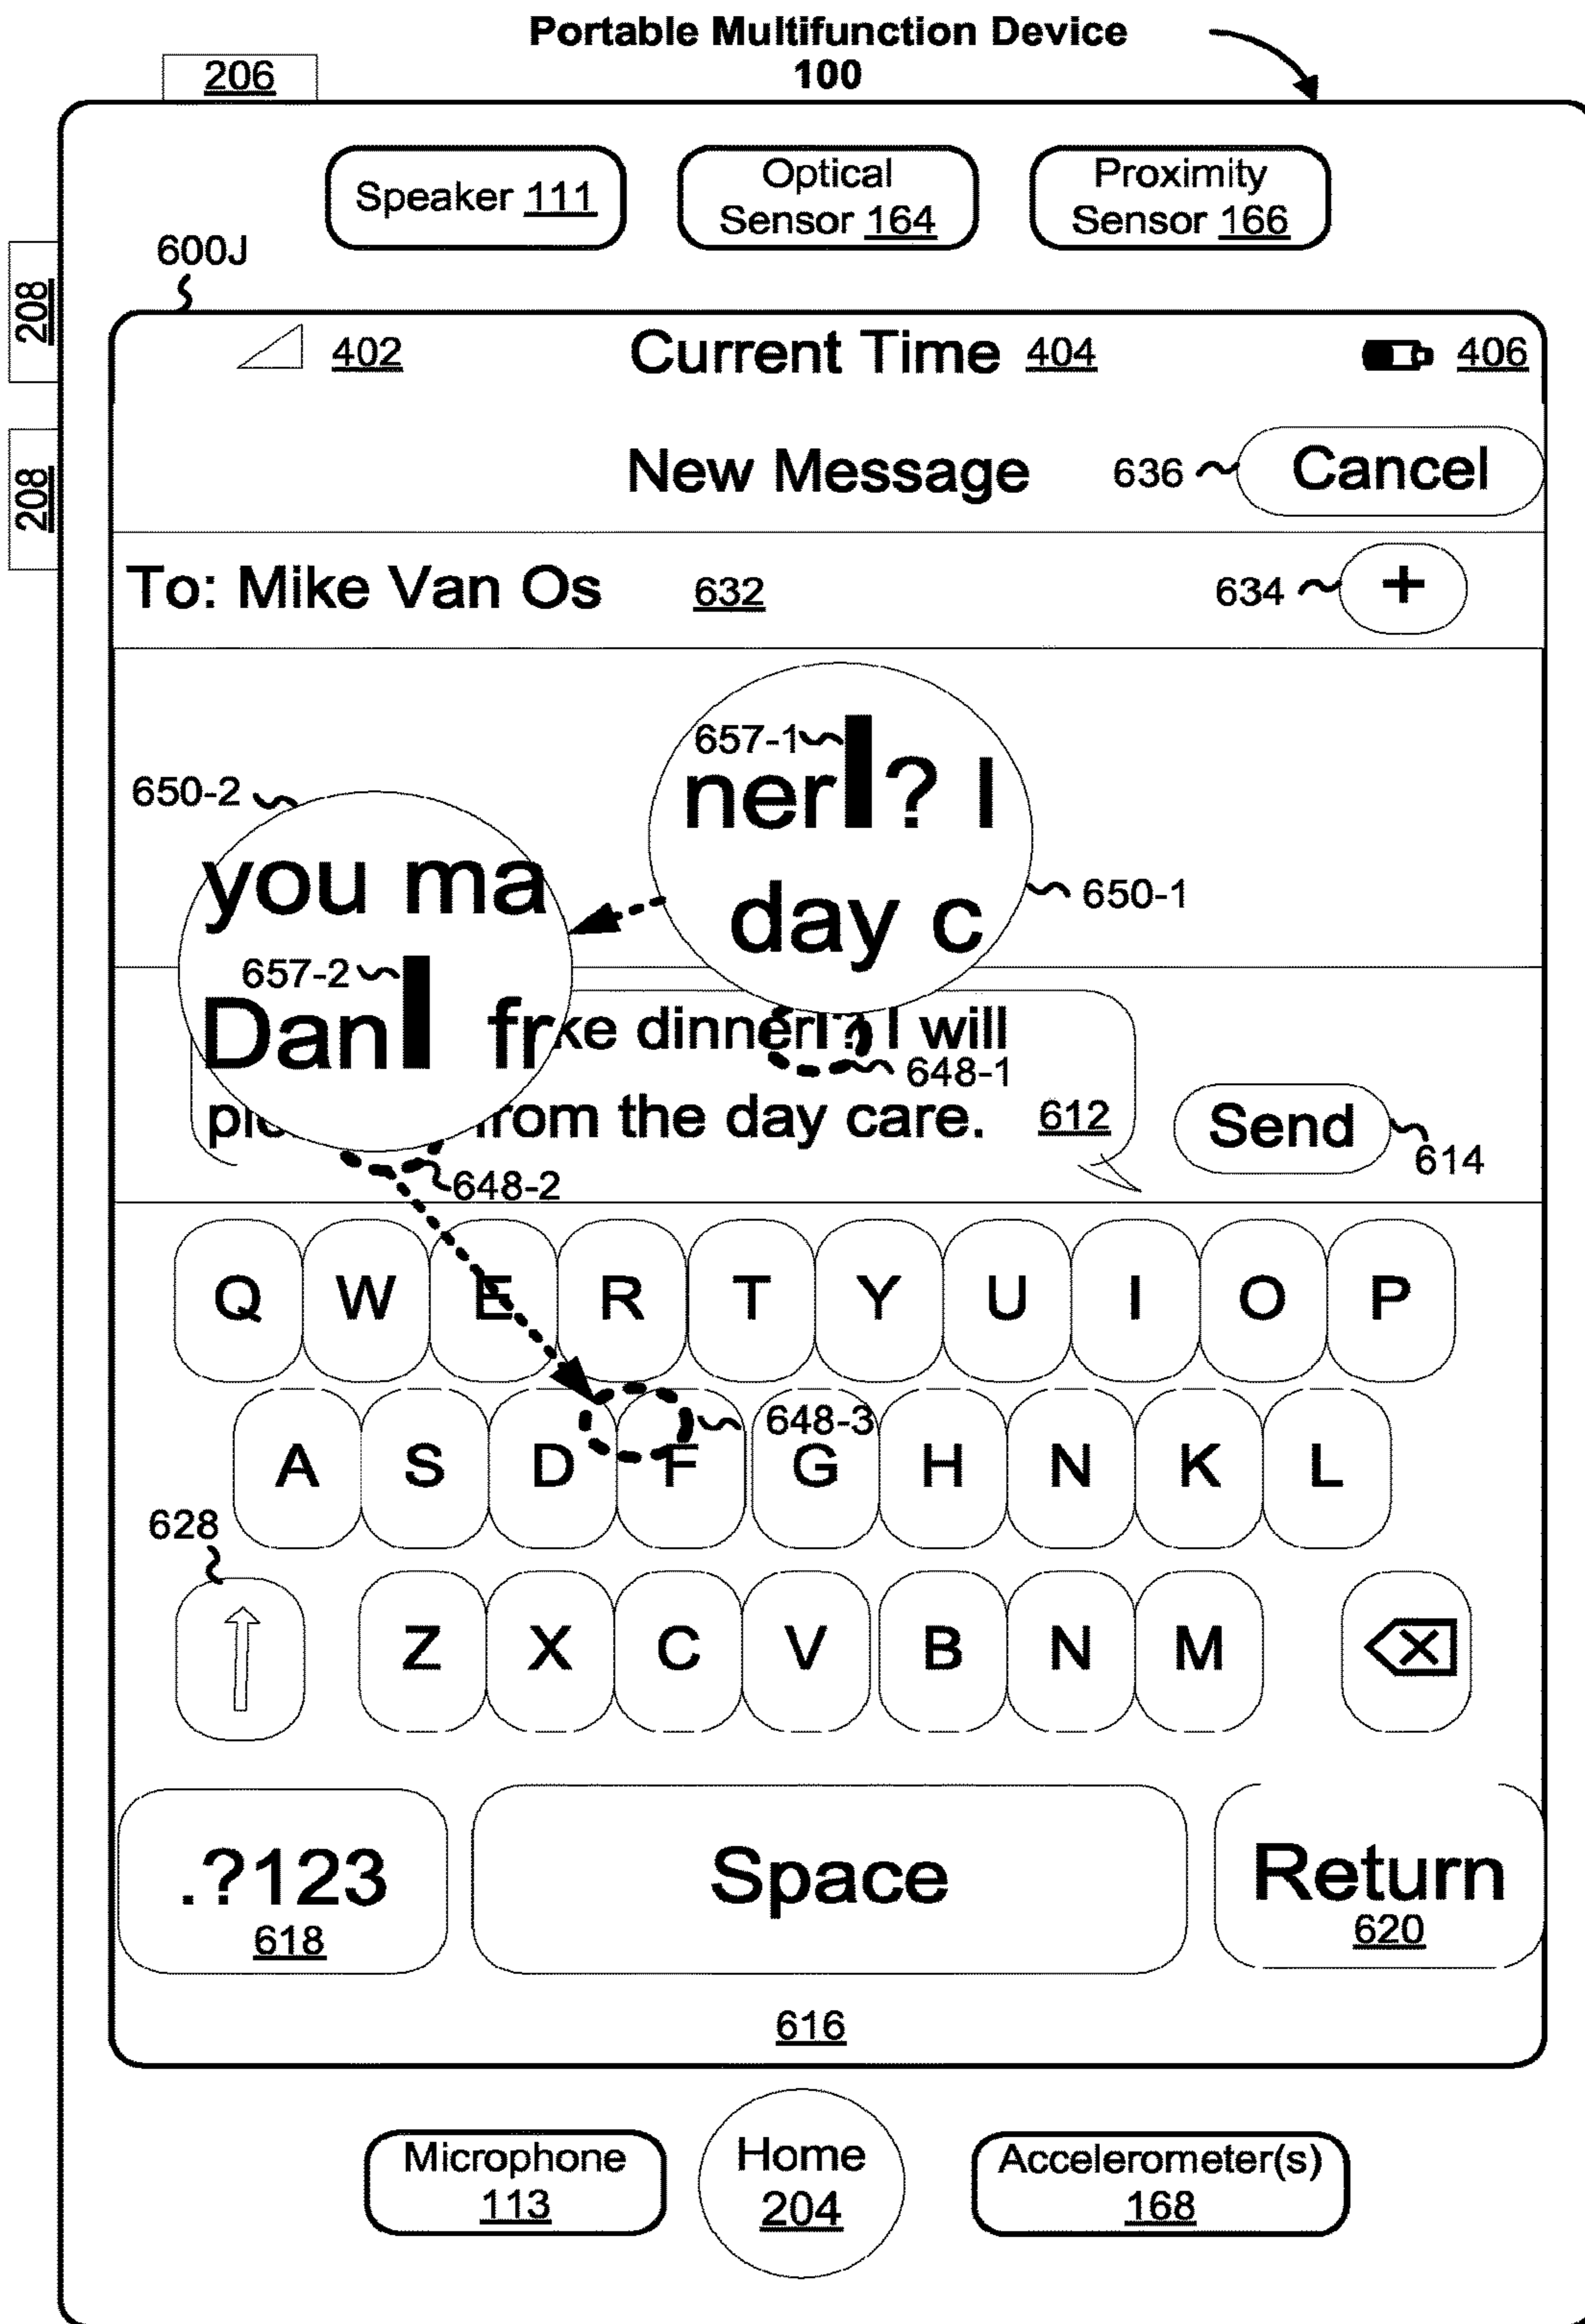 Portable Multifunction Device
100
206
Speaker 111
Optical
Sensor 164
Proximity
Sensor 166
208
208
600J
402 Current Time 404 406
New Message 636 Cancel
To: Mike Van Os 632 634 +
657-1
ner ? I
day c
650-1
650-2
you ma
657-2
Dan fr
ke dinner ? I will
648-1
rom the day care. 612
Send
614
648-2
Q W E R T Y U I O P
648-3
A S D F G H N K L
628
Z X C V B N M
.?123
618
Space
Return
620
616
Microphone
113
Home
204
Accelerometer(s)
168